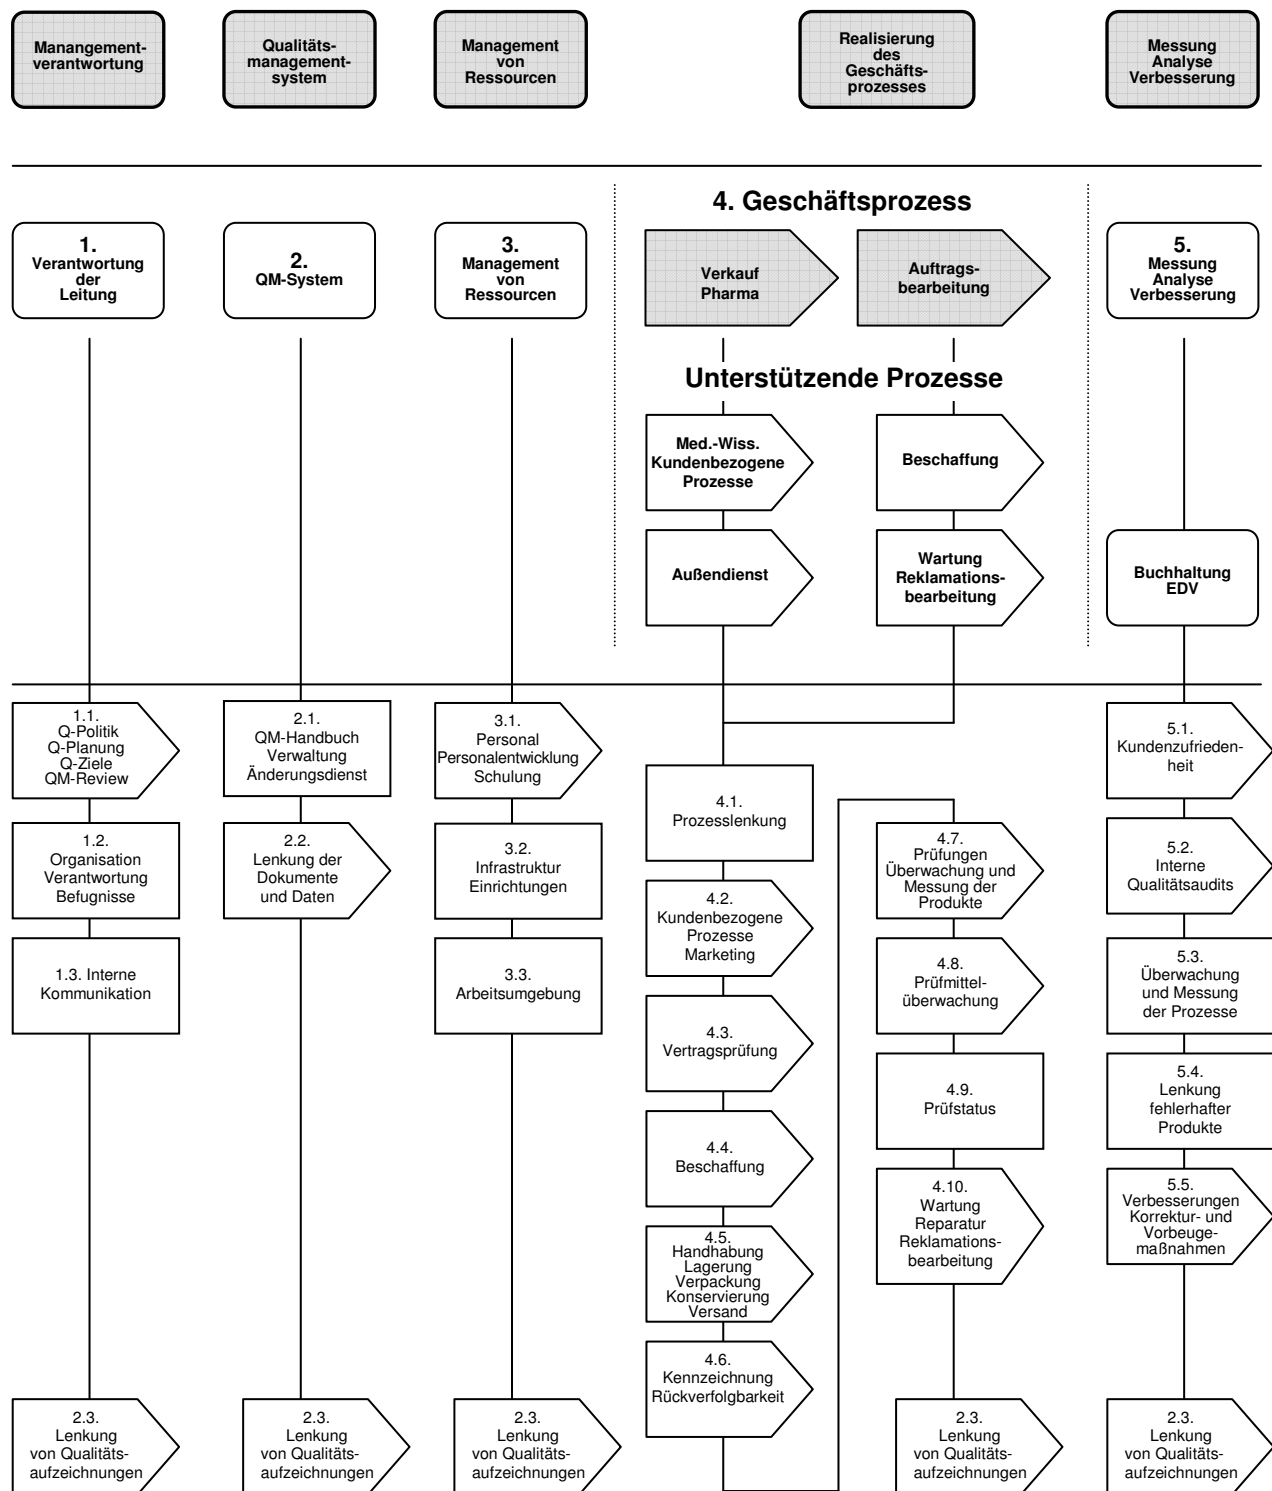 Manangement-
verantwortung
Qualitäts-
management-
system
Management
von
Ressourcen
Realisierung
des
Geschäfts-
prozesses
Messung
Analyse
Verbesserung
4. Geschäftsprozess
1.
Verantwortung
der
Leitung
2.
QM-System
3.
Management
von
Ressourcen
Verkauf
Pharma
Auftrags-
bearbeitung
5.
Messung
Analyse
Verbesserung
Unterstützende Prozesse
Med.-Wiss.
Kundenbezogene
Prozesse
Beschaffung
Außendienst
Wartung
Reklamations-
bearbeitung
Buchhaltung
EDV
1.1.
Q-Politik
Q-Planung
Q-Ziele
QM-Review
1.2.
Organisation
Verantwortung
Befugnisse
1.3. Interne
Kommunikation
2.3.
Lenkung
von Qualitäts-
aufzeichnungen
2.1.
QM-Handbuch
Verwaltung
Änderungsdienst
2.2.
Lenkung der
Dokumente
und Daten
2.3.
Lenkung
von Qualitäts-
aufzeichnungen
3.1.
Personal
Personalentwicklung
Schulung
3.2.
Infrastruktur
Einrichtungen
3.3.
Arbeitsumgebung
2.3.
Lenkung
von Qualitäts-
aufzeichnungen
4.1.
Prozesslenkung
4.2.
Kundenbezogene
Prozesse
Marketing
4.3.
Vertragsprüfung
4.4.
Beschaffung
4.5.
Handhabung
Lagerung
Verpackung
Konservierung
Versand
4.6.
Kennzeichnung
Rückverfolgbarkeit
4.7.
Prüfungen
Überwachung und
Messung der
Produkte
4.8.
Prüfmittel-
überwachung
4.9.
Prüfstatus
4.10.
Wartung
Reparatur
Reklamations-
bearbeitung
2.3.
Lenkung
von Qualitäts-
aufzeichnungen
5.1.
Kundenzufrieden-
heit
5.2.
Interne
Qualitätsaudits
5.3.
Überwachung
und Messung
der Prozesse
5.4.
Lenkung
fehlerhafter
Produkte
5.5.
Verbesserungen
Korrektur- und
Vorbeuge-
maßnahmen
2.3.
Lenkung
von Qualitäts-
aufzeichnungen